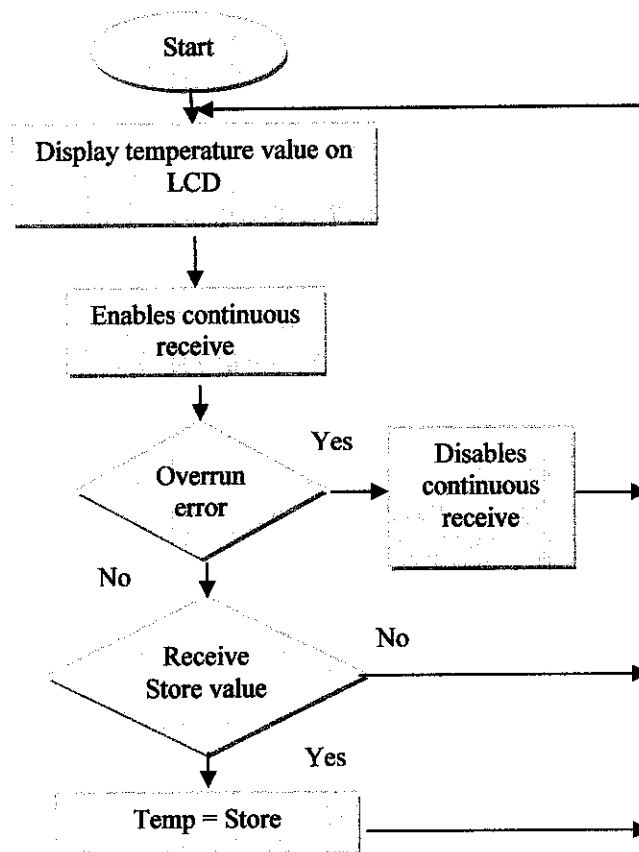 Start
Display temperature value on
LCD
Enables continuous
receive
Overrun
error
Yes
Disables
continuous
receive
No
Receive
Store value
No
Yes
Temp = Store